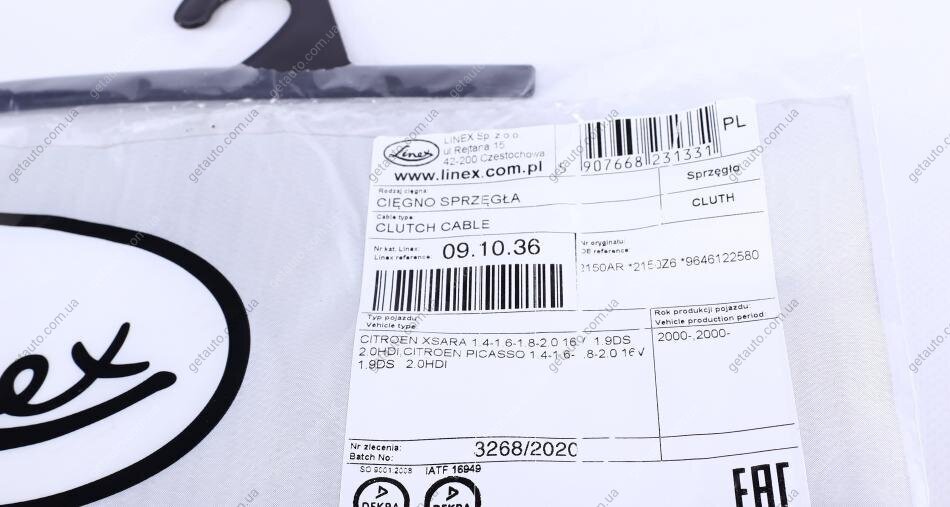 LINEX Sp. z o.o.
ul Rejtana 15
42-200 Czestochowa
Linex
www.linex.com.pl
5 907668 231331
PL
Sprzęgło
CLUTH
Rodzaj cięgna:
CIĘGNO SPRZĘGŁA
Cable type:
CLUTCH CABLE
Nr kat. Linex:
Linex reference:
09.10.36
Nr oryginatu:
OE reference:
2150AR *2150Z6 *9646122580
Typ pojazdu:
Vehicle type:
CITROEN XSARA 1.4-1.6-1.8-2.0 16V 1.9DS
2.0HDi,CITROEN PICASSO 1.4-1.6-1.8-2.0 16V
1.9DS 2.0HDI
Rok produkcji pojazdu:
Vehicle production period
2000-,2000-
Nr zlecenia:
Batch No:
3268/2020
ISO 9001:2008 IATF 16949
DEKRA DEKRA
EAC
ex
getauto.com.ua